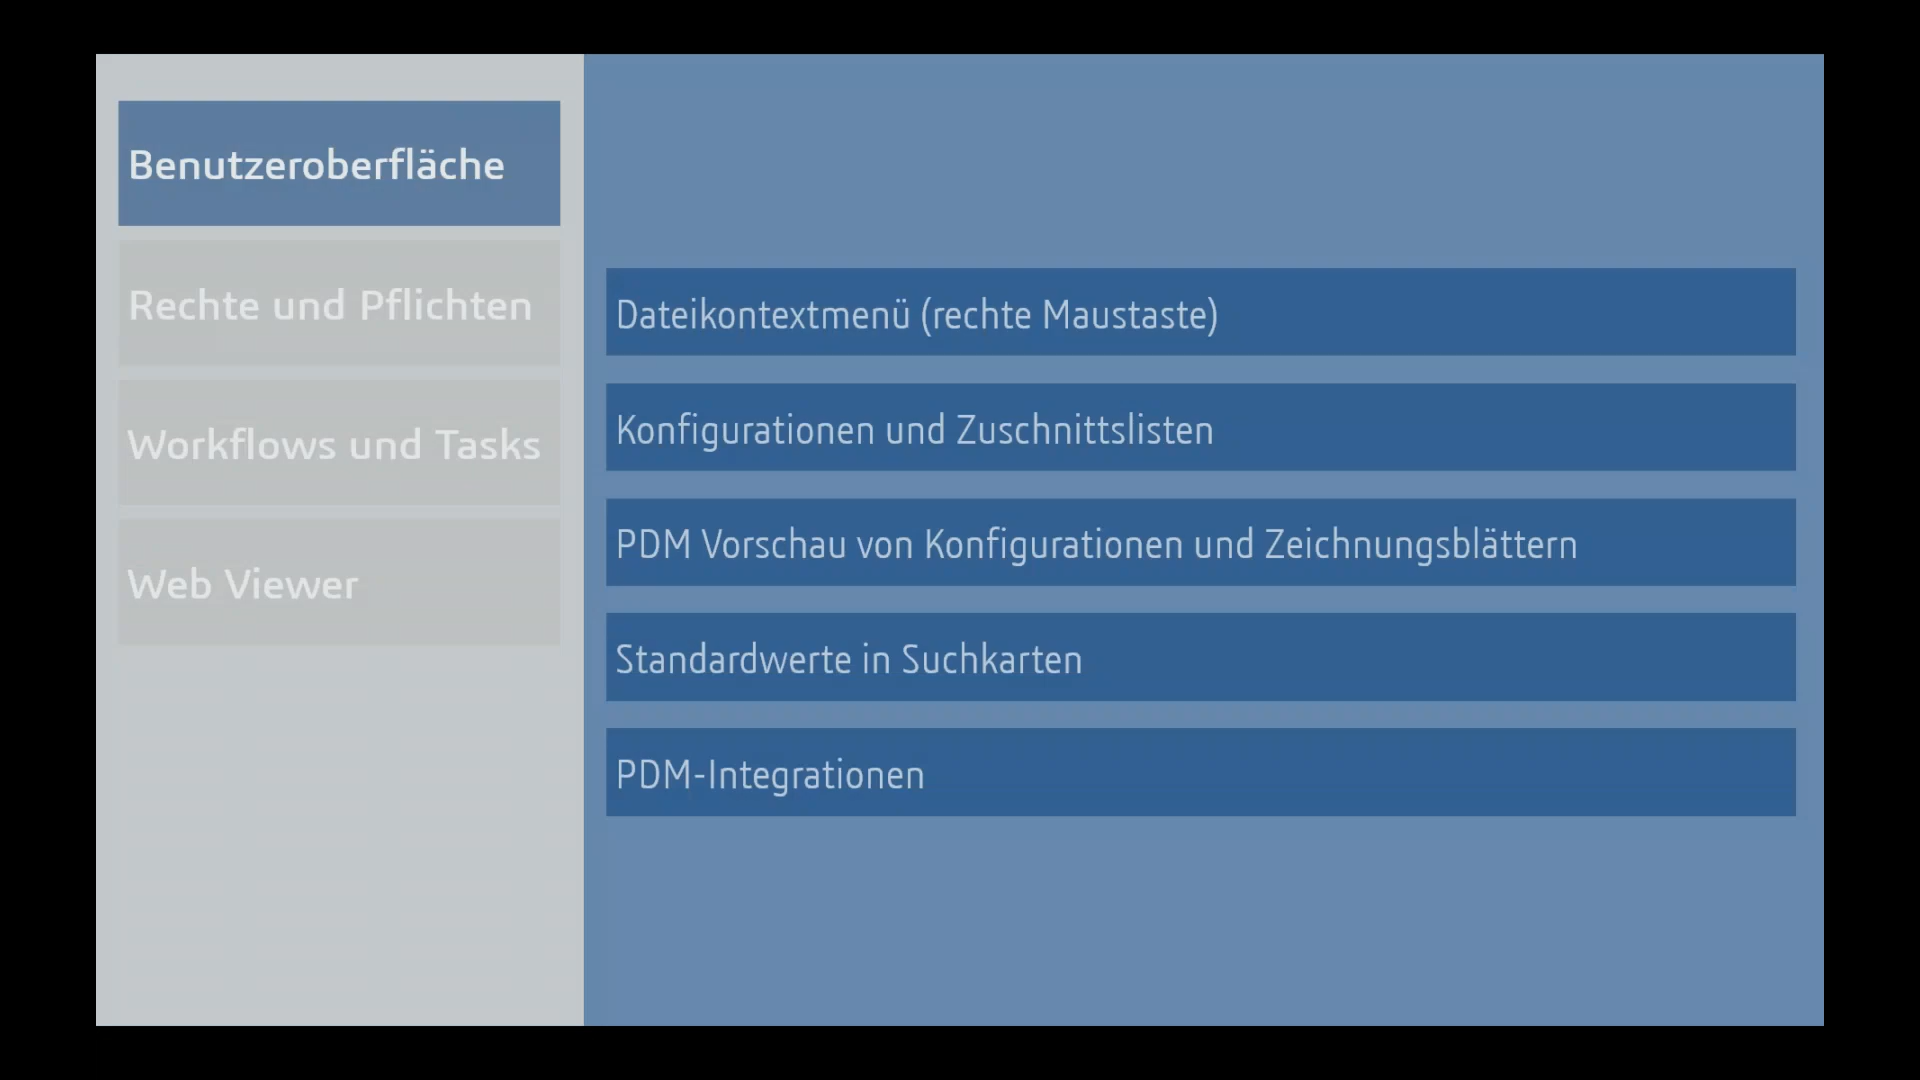 Benutzeroberfläche
Rechte und Pflichten
Workflows und Tasks
Web Viewer
Dateikontextmenü (rechte Maustaste)
Konfigurationen und Zuschnittslisten
PDM Vorschau von Konfigurationen und Zeichnungsblättern
Standardwerte in Suchkarten
PDM-Integrationen